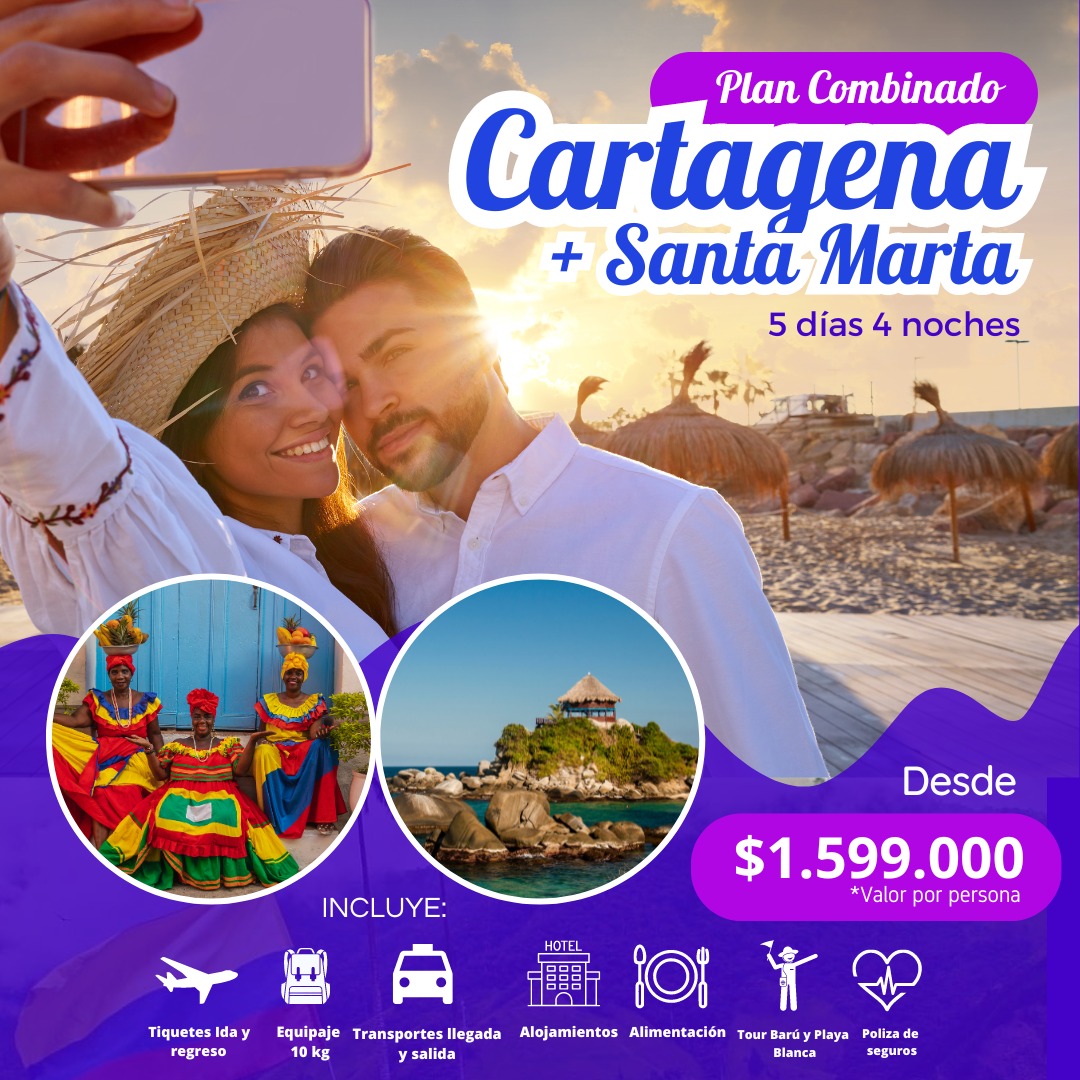 Plan Combinado
Cartagena
+ Santa Marta
5 días 4 noches
Desde
$1.599.000
*Valor por persona
INCLUYE:
HOTEL
Tiquetes Ida y
regreso
Equipaje
10 kg
Transportes llegada
y salida
Alojamientos
Alimentación
Tour Barú y Playa
Blanca
Poliza de
seguros